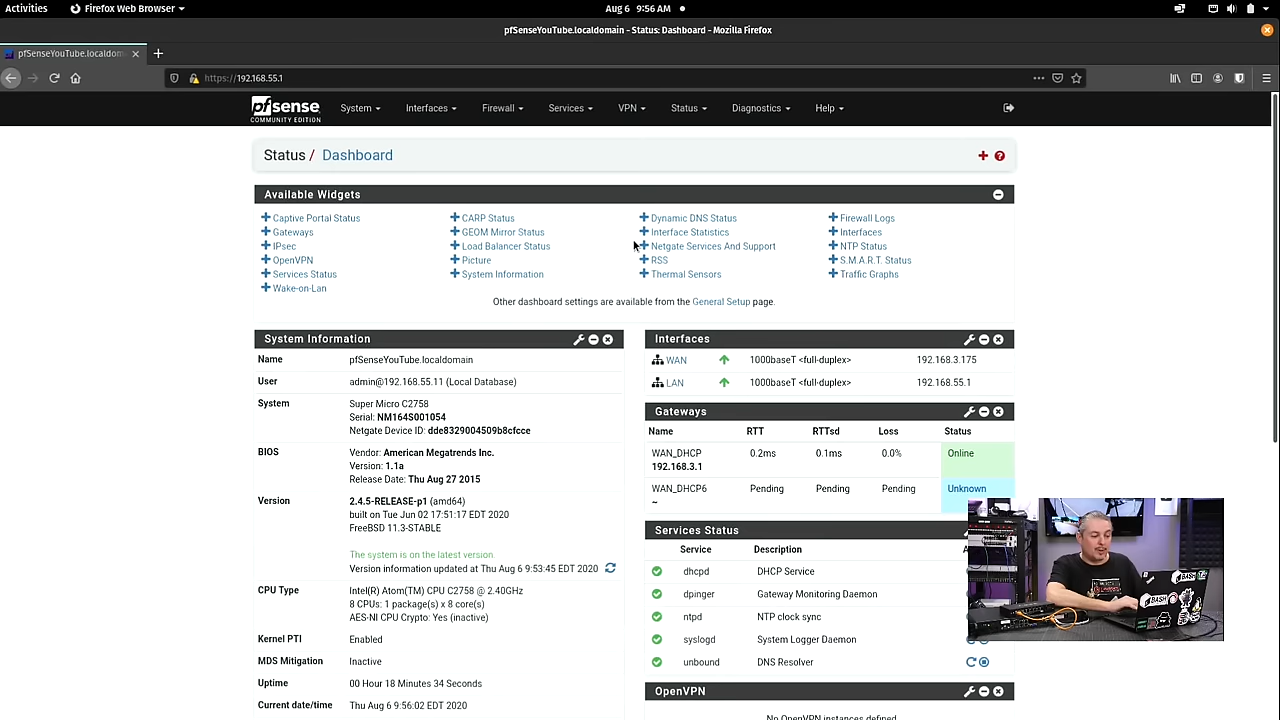 Activities Firefox Web Browser Aug 6 9:56 AM
pfSenseYouTube.localdomain - Status: Dashboard - Mozilla Firefox
pfSenseYouTube.localdom
https://192.168.55.1
pfsense COMMUNITY EDITION System Interfaces Firewall Services VPN Status Diagnostics Help
Status / Dashboard
Available Widgets
Captive Portal Status CARP Status Dynamic DNS Status Firewall Logs
Gateways GEOM Mirror Status Interface Statistics Interfaces
IPsec Load Balancer Status Netgate Services And Support NTP Status
OpenVPN Picture RSS S.M.A.R.T. Status
Services Status System Information Thermal Sensors Traffic Graphs
Wake-on-Lan
Other dashboard settings are available from the General Setup page.
System Information
Name pfSenseYouTube.localdomain
User admin@192.168.55.11 (Local Database)
System Super Micro C2758
Serial: NM164S001054
Netgate Device ID: dde8329004509b8cfcce
BIOS Vendor: American Megatrends Inc.
Version: 1.1a
Release Date: Thu Aug 27 2015
Version 2.4.5-RELEASE-p1 (amd64)
built on Tue Jun 02 17:51:17 EDT 2020
FreeBSD 11.3-STABLE
The system is on the latest version.
Version information updated at Thu Aug 6 9:53:45 EDT 2020
CPU Type Intel(R) Atom(TM) CPU C2758 @ 2.40GHz
8 CPUs: 1 package(s) x 8 core(s)
AES-NI CPU Crypto: Yes (inactive)
Kernel PTI Enabled
MDS Mitigation Inactive
Uptime 00 Hour 18 Minutes 34 Seconds
Current date/time Thu Aug 6 9:56:02 EDT 2020
Interfaces
WAN 1000baseT <full-duplex> 192.168.3.175
LAN 1000baseT <full-duplex> 192.168.55.1
Gateways
Name RTT RTTsd Loss Status
WAN_DHCP 0.2ms 0.1ms 0.0% Online
192.168.3.1
WAN_DHCP6 Pending Pending Pending Unknown
~
Services Status
Service Description A
dhcpd DHCP Service
dpinger Gateway Monitoring Daemon
ntpd NTP clock sync
syslogd System Logger Daemon
unbound DNS Resolver
OpenVPN
No OpenVPN instances defined
BASH
BASH